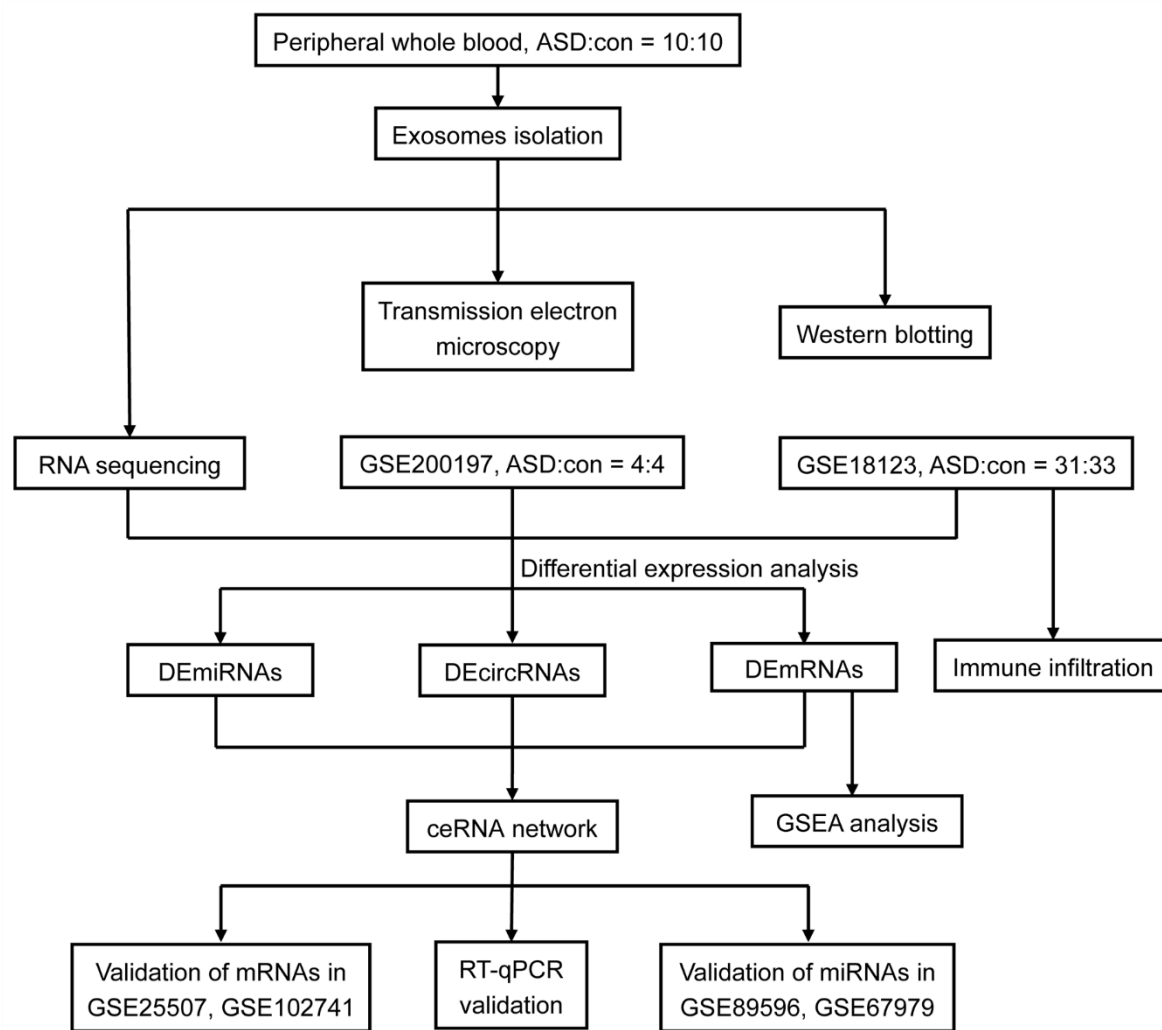 Peripheral whole blood, ASD:con = 10:10
Exosomes isolation
Transmission electron
microscopy
Western blotting
RNA sequencing
GSE200197, ASD:con = 4:4
GSE18123, ASD:con = 31:33
Differential expression analysis
DEmiRNAs
DEcircRNAs
DEmRNAs
Immune infiltration
ceRNA network
GSEA analysis
Validation of mRNAs in
GSE25507, GSE102741
RT-qPCR
validation
Validation of miRNAs in
GSE89596, GSE67979